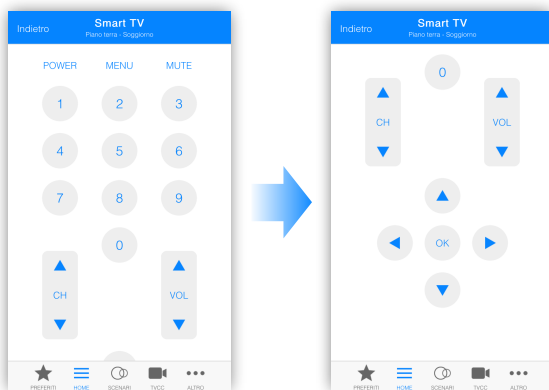 Indietro Smart TV
Piano terra - Soggiorno
POWER MENU MUTE
1 2 3
4 5 6
7 8 9
0
CH VOL
PREFERITI HOME SCENARI TVCC ALTRO
Indietro Smart TV
Piano terra - Soggiorno
0
CH VOL
OK
PREFERITI HOME SCENARI TVCC ALTRO